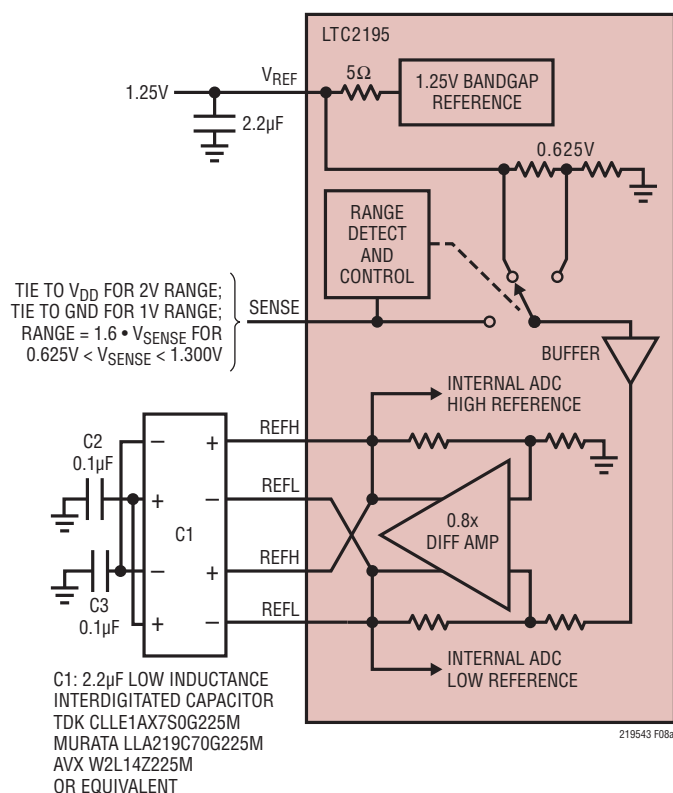 LTC2195
1.25V
VREF
5Ω
1.25V BANDGAP
REFERENCE
2.2µF
0.625V
RANGE
DETECT
AND
CONTROL
TIE TO VDD FOR 2V RANGE;
TIE TO GND FOR 1V RANGE;
RANGE = 1.6 • VSENSE FOR
0.625V < VSENSE < 1.300V
SENSE
BUFFER
INTERNAL ADC
HIGH REFERENCE
C2
0.1µF
REFH
REFL
REFH
REFL
– +
+ –
– +
+ –
C1
0.8x
DIFF AMP
C3
0.1µF
INTERNAL ADC
LOW REFERENCE
C1: 2.2µF LOW INDUCTANCE
INTERDIGITATED CAPACITOR
TDK CLLE1AX7S0G225M
MURATA LLA219C70G225M
AVX W2L14Z225M
OR EQUIVALENT
219543 F08a